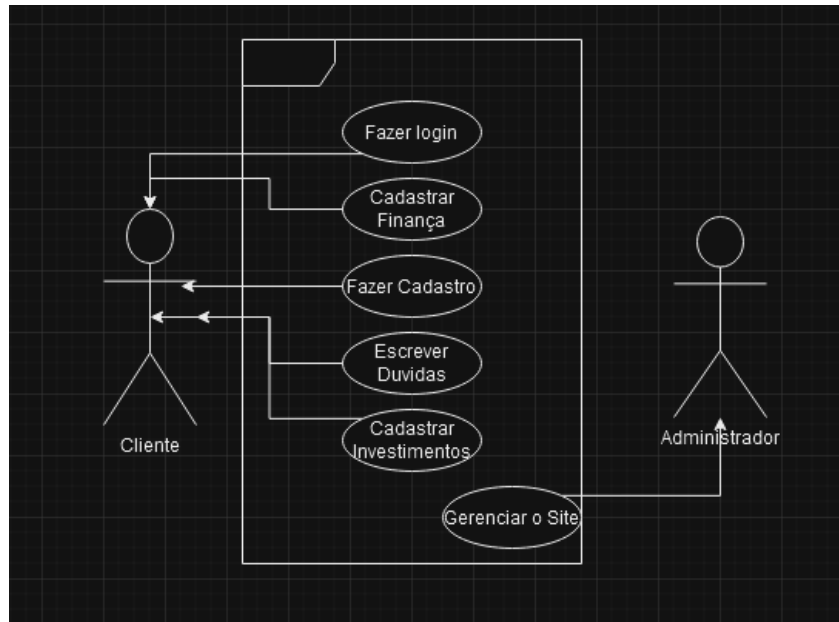 Fazer login
Cadastrar
Finança
Fazer Cadastro
Escrever
Duvidas
Cliente
Cadastrar
Investimentos
Administrador
Gerenciar o Site